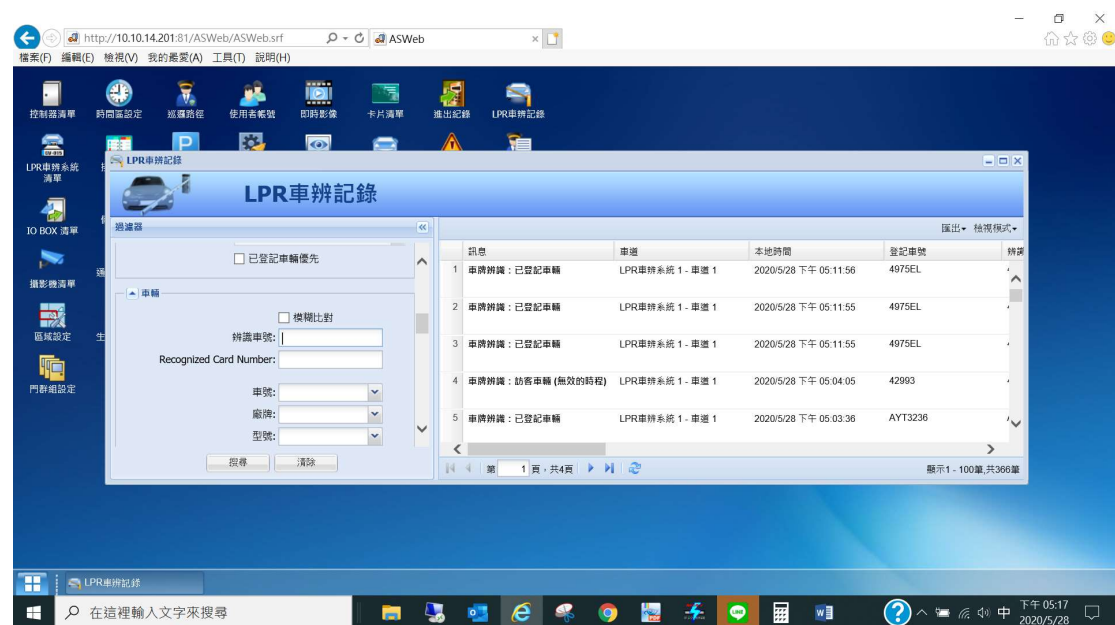 http://10.10.14.201:81/ASWeb/ASWeb.srf
ASWeb
檔案(F) 編輯(E) 檢視(V) 我的最愛(A) 工具(T) 說明(H)
控制器清單 時間區設定 巡邏路徑 使用者帳號 即時影像 卡片清單 進出紀錄 LPR車辨記錄
LPR車辨系統
清單
IO BOX 清單
攝影機清單
區域設定
門群組設定
LPR車辨記錄
LPR車辨記錄
過濾器
匯出 檢視模式
已登記車輛優先
車輛
模糊比對
辨識車號:
Recognized Card Number:
車號:
廠牌:
型號:
搜尋 清除
訊息 車道 本地時間 登記車號
1 車牌辨識：已登記車輛 LPR車辨系統 1 - 車道 1 2020/5/28 下午 05:11:56 4975EL
2 車牌辨識：已登記車輛 LPR車辨系統 1 - 車道 1 2020/5/28 下午 05:11:55 4975EL
3 車牌辨識：已登記車輛 LPR車辨系統 1 - 車道 1 2020/5/28 下午 05:11:55 4975EL
4 車牌辨識：訪客車輛 (無效的時程) LPR車辨系統 1 - 車道 1 2020/5/28 下午 05:04:05 42993
5 車牌辨識：已登記車輛 LPR車辨系統 1 - 車道 1 2020/5/28 下午 05:03:36 AYT3236
第 1 頁，共4頁
顯示1 - 100筆,共366筆
LPR車辨記錄
在這裡輸入文字來搜尋
中
下午 05:17
2020/5/28